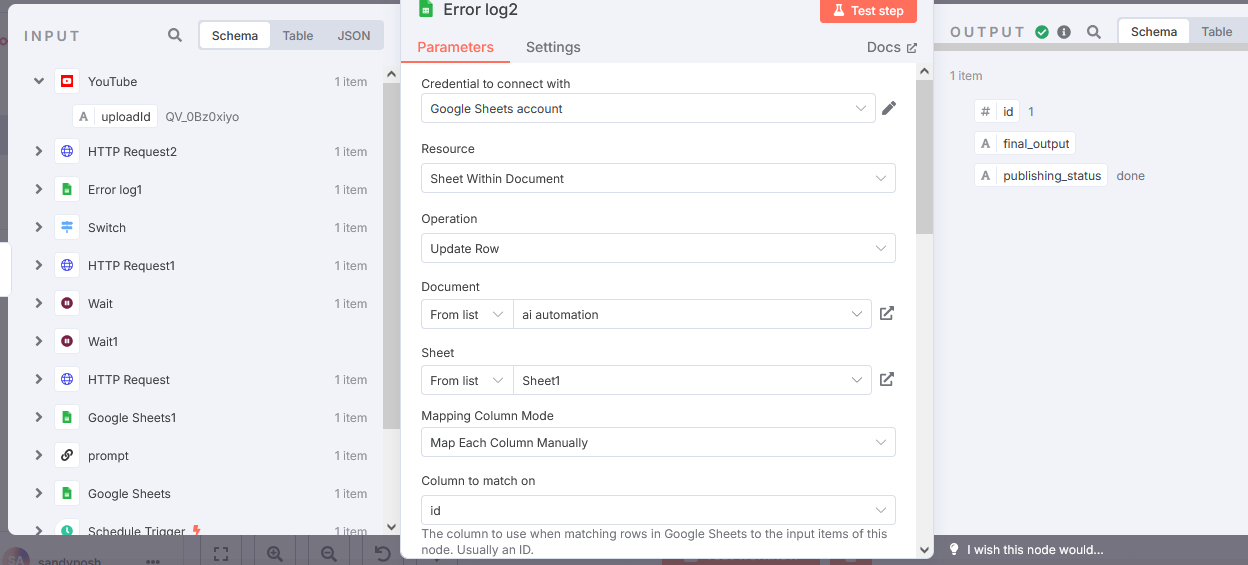 INPUT
Schema Table JSON
YouTube 1 item
A uploadId QV_0Bz0xiyo
HTTP Request2 1 item
Error log1 1 item
Switch 1 item
HTTP Request1 1 item
Wait 1 item
Wait1 1 item
HTTP Request 1 item
Google Sheets1 1 item
prompt 1 item
Google Sheets 1 item
Schedule Trigger 1 item
sandyposh
Error log2
Test step
Parameters Settings Docs
Credential to connect with
Google Sheets account
Resource
Sheet Within Document
Operation
Update Row
Document
From list ai automation
Sheet
From list Sheet1
Mapping Column Mode
Map Each Column Manually
Column to match on
id
The column to use when matching rows in Google Sheets to the input items of this
node. Usually an ID.
OUTPUT
Schema Table
1 item
# id 1
A final_output
A publishing_status done
I wish this node would...